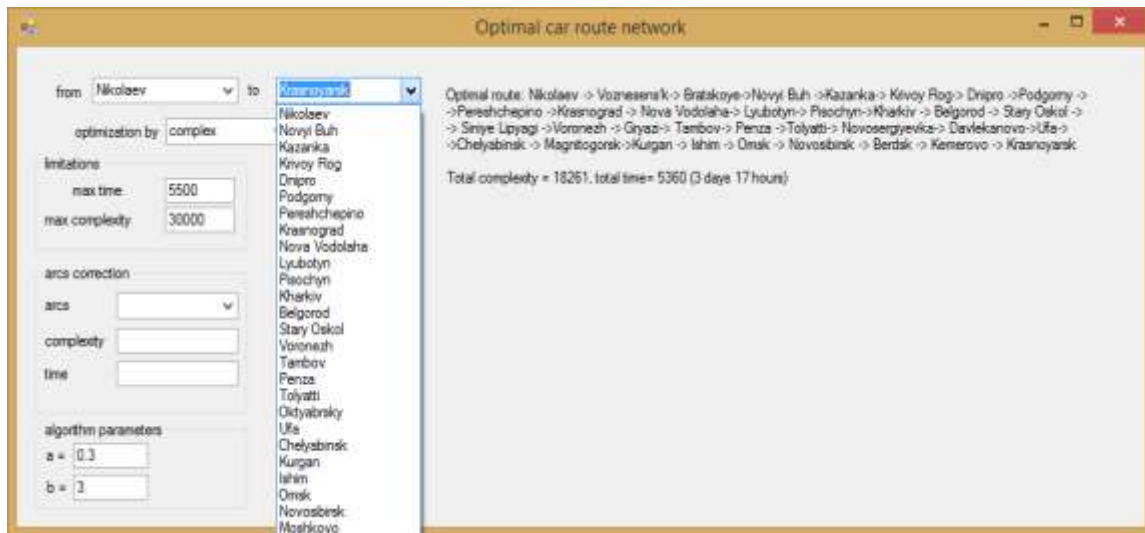 Optimal car route network
from Nikolaev to Krasnoyarsk
optimization by complex
limitations
max time 5500
max complexity 30000
arcs correction
arcs
complexity
time
algorithm parameters
a = 0.3
b = 3
Nikolaev
Novyi Buh
Kazanka
Krivoy Rog
Dnipro
Podgorny
Pereshchepino
Krasnograd
Nova Vodolaha
Lyubotyn
Pisochyn
Kharkiv
Belgorod
Stary Oskol
Voronezh
Tambov
Penza
Tolyatti
Oktyabrsky
Ufa
Chelyabinsk
Kurgan
Ishim
Omsk
Novosibirsk
Moshkovo
Optimal route: Nikolaev -> Voznesens'k-> Bratskoye->Novyi Buh ->Kazanka-> Krivoy Rog-> Dnipro ->Podgorny ->
->Pereshchepino ->Krasnograd -> Nova Vodolaha-> Lyubotyn-> Pisochyn->Kharkiv -> Belgorod -> Stary Oskol ->
-> Siniye Lipyagi ->Voronezh -> Gryazi-> Tambov-> Penza ->Tolyatti-> Novosergiyevka-> Davlekanovo->Ufa->
->Chelyabinsk -> Magnitogorsk->Kurgan -> Ishim -> Omsk -> Novosibirsk -> Berdsk -> Kemerovo -> Krasnoyarsk
Total complexity = 18261, total time= 5360 (3 days 17 hours)